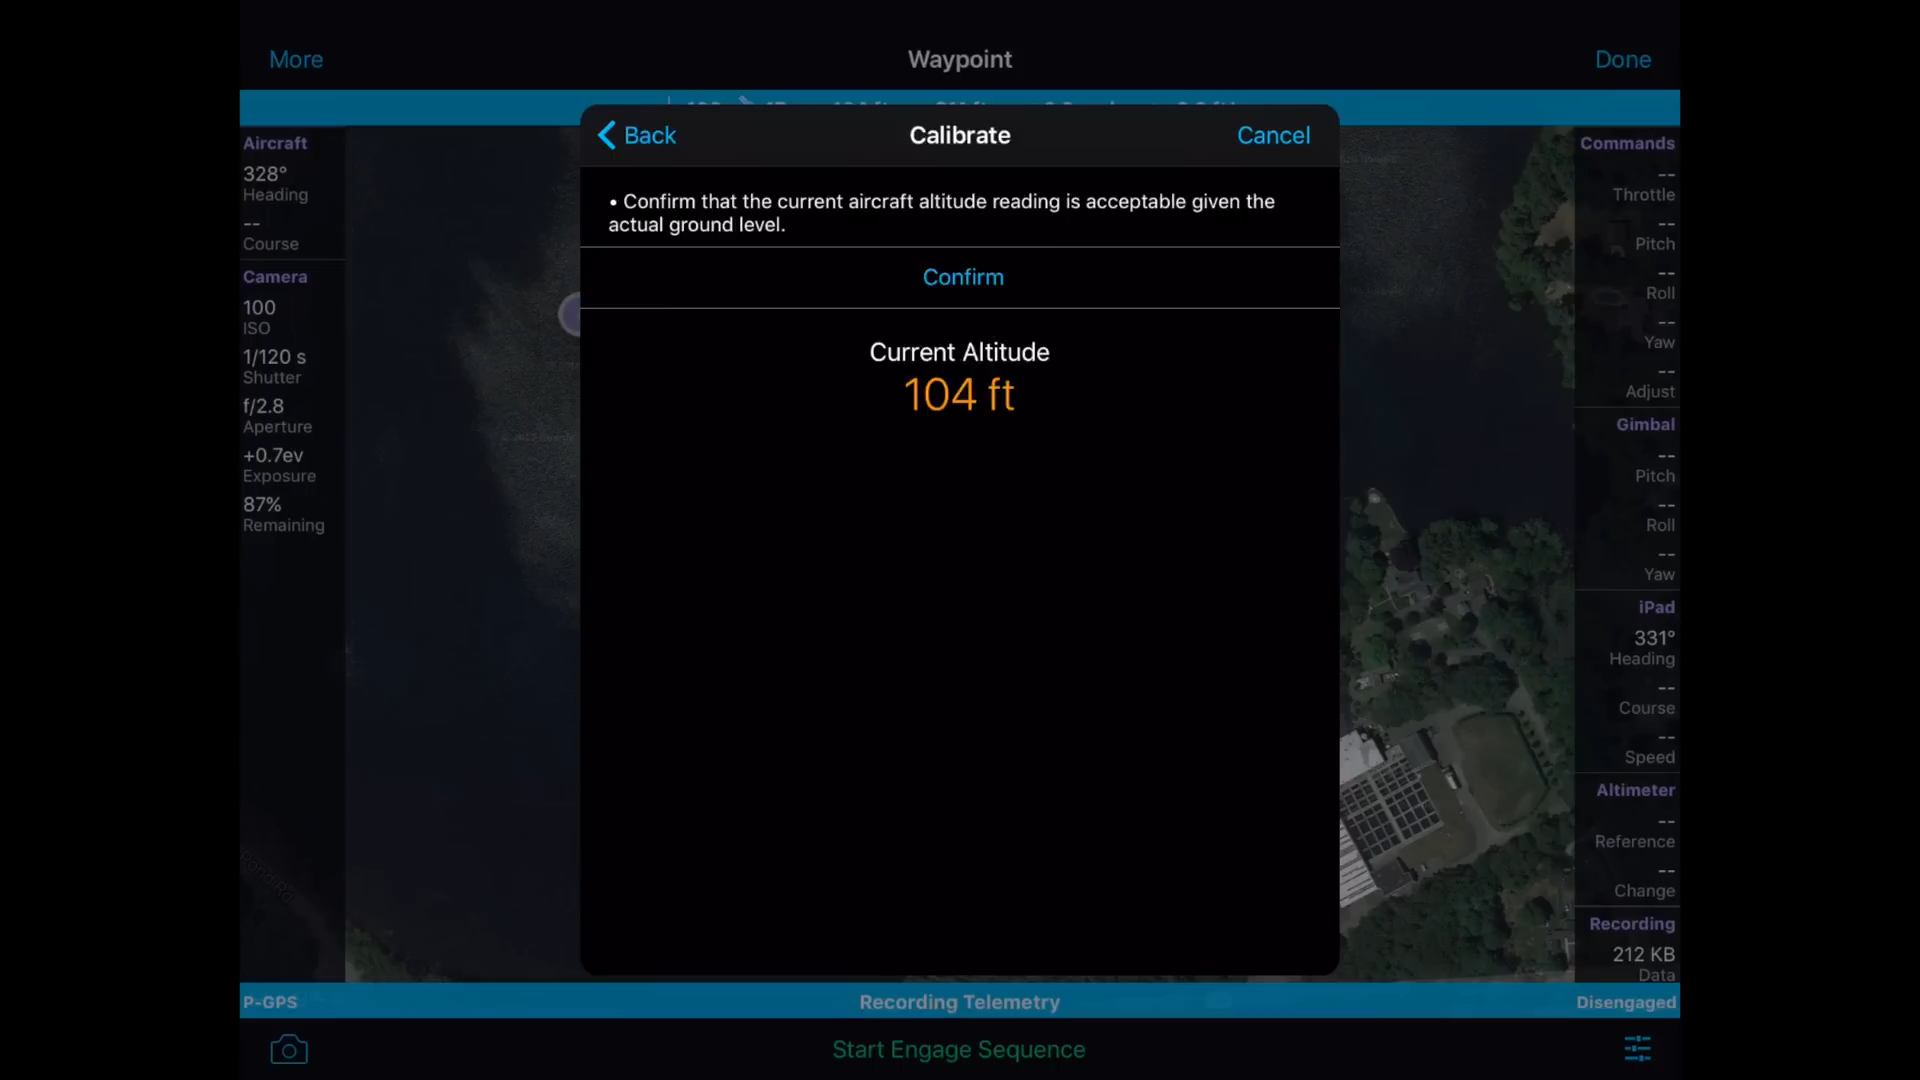 More
Waypoint
Done
Back
Calibrate
Cancel
• Confirm that the current aircraft altitude reading is acceptable given the
actual ground level.
Confirm
Current Altitude
104 ft
Aircraft
328°
Heading
--
Course
Camera
100
ISO
1/120 s
Shutter
f/2.8
Aperture
+0.7ev
Exposure
87%
Remaining
Commands
--
Throttle
--
Pitch
--
Roll
--
Yaw
--
Adjust
Gimbal
--
Pitch
--
Roll
--
Yaw
iPad
331°
Heading
--
Course
--
Speed
Altimeter
--
Reference
--
Change
Recording
212 KB
Data
P-GPS
Recording Telemetry
Disengaged
Start Engage Sequence